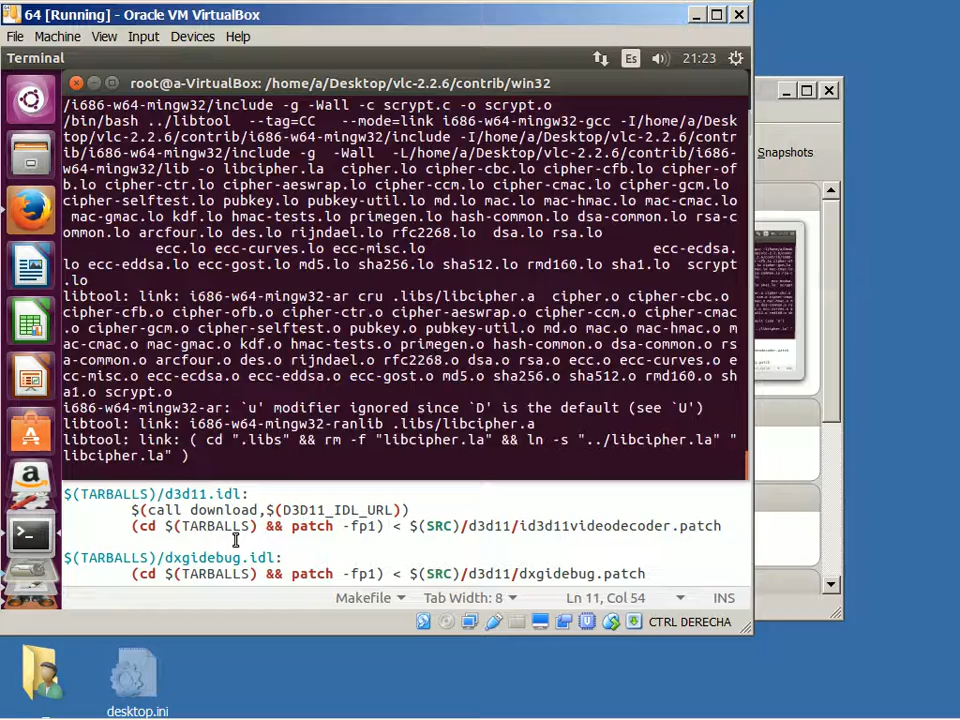 64 [Running] - Oracle VM VirtualBox
File Machine View Input Devices Help
Terminal
Es
21:23
root@a-VirtualBox: /home/a/Desktop/vlc-2.2.6/contrib/win32
/i686-w64-mingw32/include -g -Wall -c scrypt.c -o scrypt.o
/bin/bash ../libtool  --tag=CC  --mode=link i686-w64-mingw32-gcc -I/home/a/Desk
top/vlc-2.2.6/contrib/i686-w64-mingw32/include -I/home/a/Desktop/vlc-2.2.6/contr
ib/i686-w64-mingw32/include -g  -Wall  -L/home/a/Desktop/vlc-2.2.6/contrib/i686-
w64-mingw32/lib -o libcipher.la  cipher.lo cipher-cbc.lo cipher-cfb.lo cipher-of
b.lo cipher-ctr.lo cipher-aeswrap.lo cipher-ccm.lo cipher-cmac.lo cipher-gcm.lo
cipher-selftest.lo pubkey.lo pubkey-util.lo md.lo mac.lo mac-hmac.lo mac-cmac.lo
 mac-gmac.lo kdf.lo hmac-tests.lo primegen.lo hash-common.lo dsa-common.lo rsa-c
ommon.lo arcfour.lo des.lo rijndael.lo rfc2268.lo  dsa.lo rsa.lo
ecc.lo ecc-curves.lo ecc-misc.lo                              ecc-ecdsa.
lo ecc-eddsa.lo ecc-gost.lo md5.lo sha256.lo sha512.lo rmd160.lo sha1.lo  scrypt
.lo
libtool: link: i686-w64-mingw32-ar cru .libs/libcipher.a  cipher.o cipher-cbc.o
cipher-cfb.o cipher-ofb.o cipher-ctr.o cipher-aeswrap.o cipher-ccm.o cipher-cmac
.o cipher-gcm.o cipher-selftest.o pubkey.o pubkey-util.o md.o mac.o mac-hmac.o m
ac-cmac.o mac-gmac.o kdf.o hmac-tests.o primegen.o hash-common.o dsa-common.o rs
a-common.o arcfour.o des.o rijndael.o rfc2268.o dsa.o rsa.o ecc.o ecc-curves.o e
cc-misc.o ecc-ecdsa.o ecc-eddsa.o ecc-gost.o md5.o sha256.o sha512.o rmd160.o sh
a1.o scrypt.o
i686-w64-mingw32-ar: `u' modifier ignored since `D' is the default (see `U')
libtool: link: i686-w64-mingw32-ranlib .libs/libcipher.a
libtool: link: ( cd ".libs" && rm -f "libcipher.la" && ln -s "../libcipher.la" "
libcipher.la" )
$(TARBALLS)/d3d11.idl:
$(call download,$(D3D11_IDL_URL))
(cd $(TARBALLS) && patch -fp1) < $(SRC)/d3d11/id3d11videodecoder.patch
$(TARBALLS)/dxgidebug.idl:
(cd $(TARBALLS) && patch -fp1) < $(SRC)/d3d11/dxgidebug.patch
Makefile Tab Width: 8 Ln 11, Col 54 INS
CTRL DERECHA
Snapshots
desktop.ini